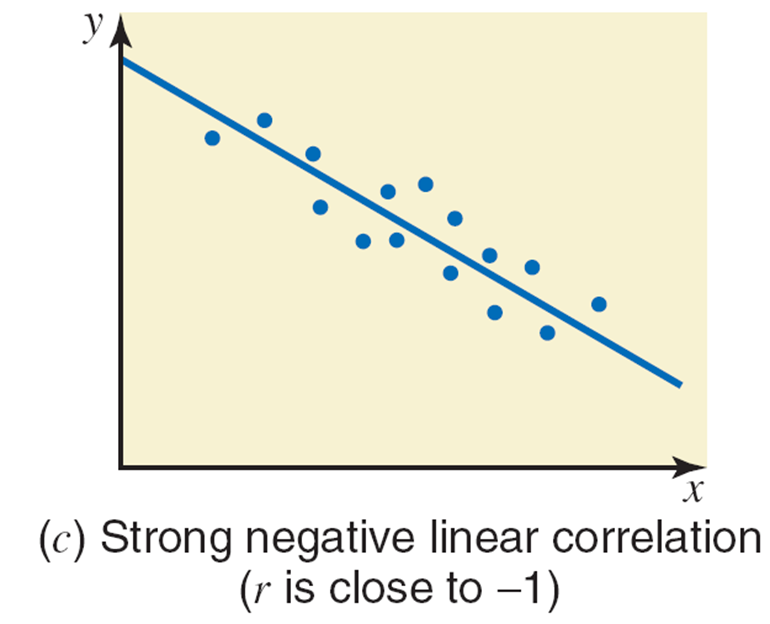 y
x
(c) Strong negative linear correlation
(r is close to –1)